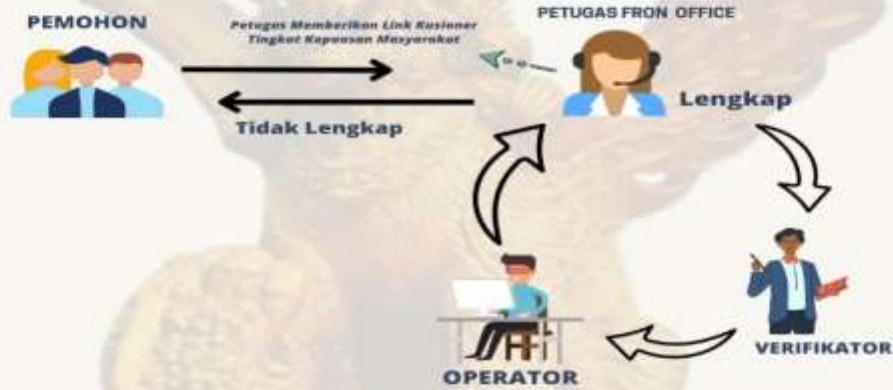 PEMOHON
Petugas Memberikan Link Kusioner
Tingkat Kepuasan Masyarakat
PETUGAS FRON OFFICE
Lengkap
Tidak Lengkap
VERIFIKATOR
OPERATOR